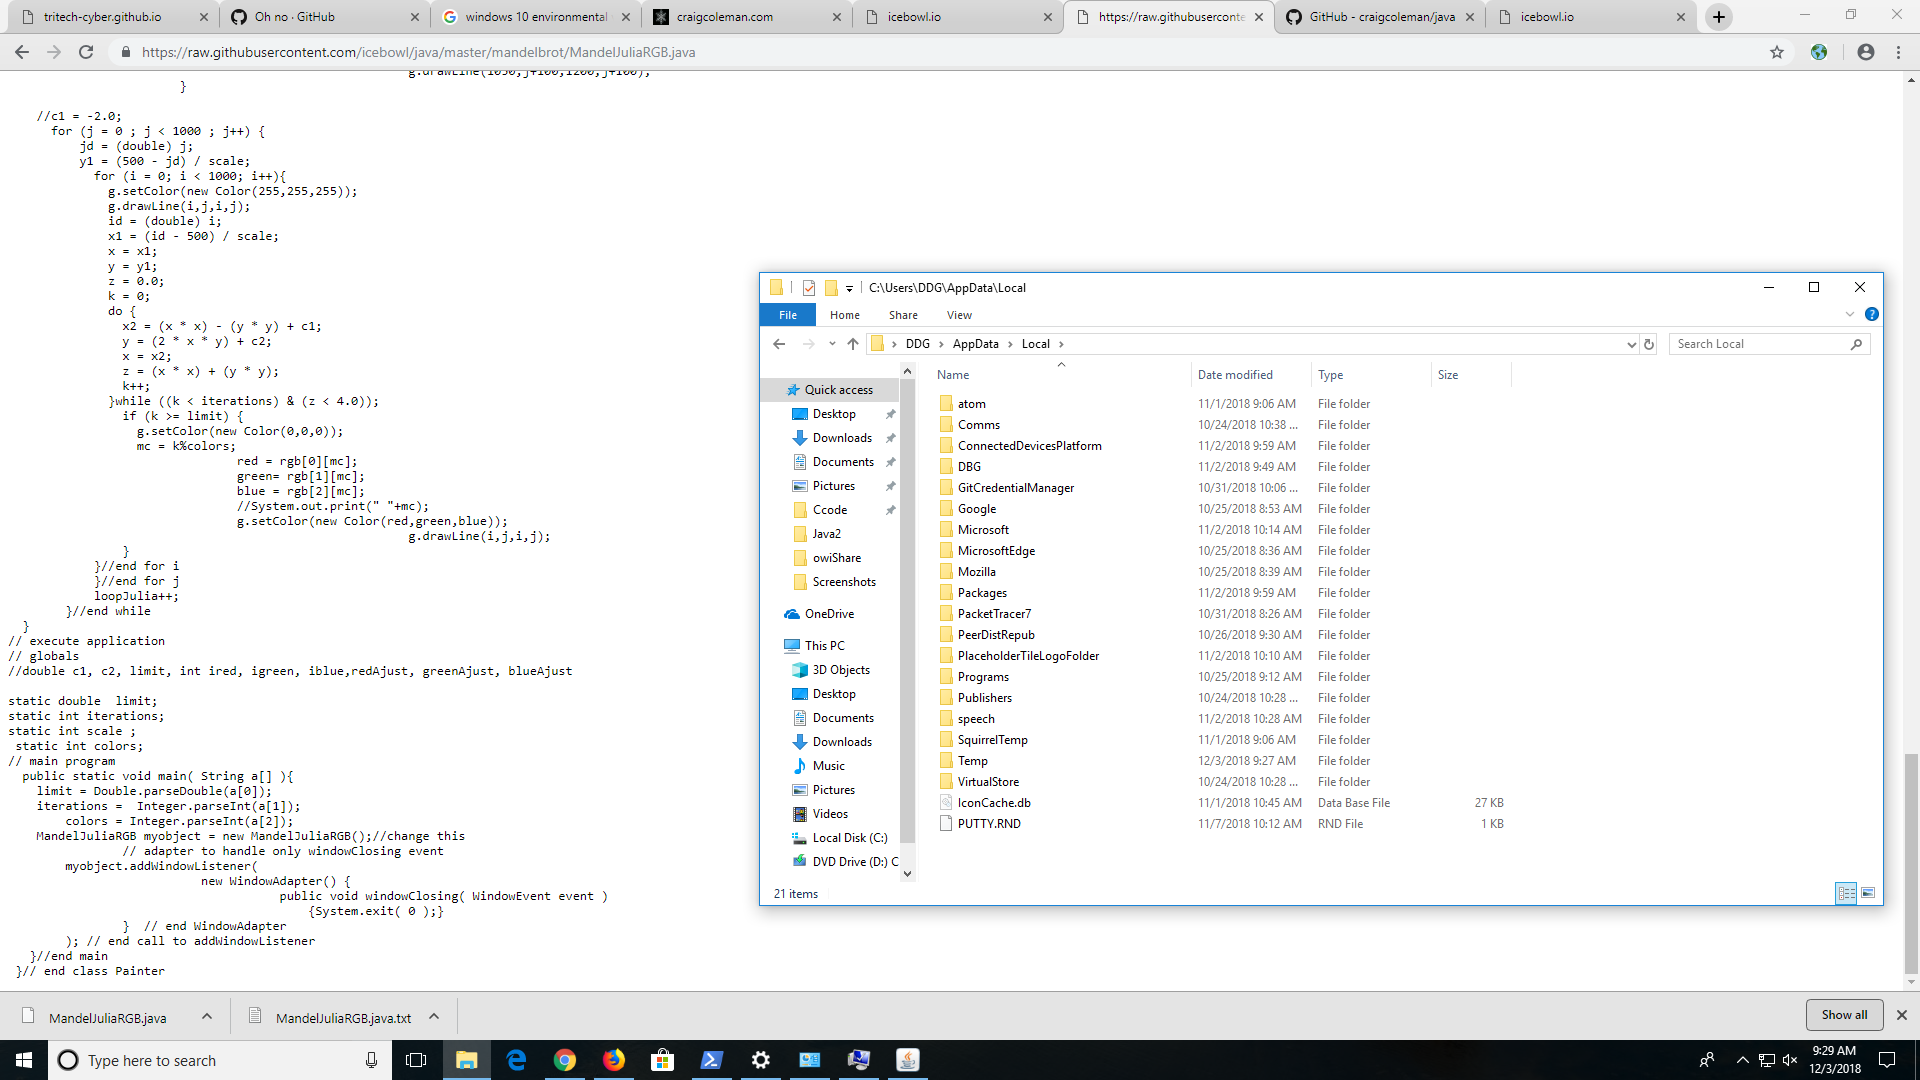 tritech-cyber.github.io
Oh no · GitHub
windows 10 environmental
craigcoleman.com
icebowl.io
https://raw.githubuserconte
GitHub - craigcoleman/java
icebowl.io
https://raw.githubusercontent.com/icebowl/java/master/mandelbrot/MandelJuliaRGB.java
g.drawLine(1050,j+100,1200,j+100);
}
//c1 = -2.0;
for (j = 0 ; j < 1000 ; j++) {
jd = (double) j;
y1 = (500 - jd) / scale;
for (i = 0; i < 1000; i++){
g.setColor(new Color(255,255,255));
g.drawLine(i,j,i,j);
id = (double) i;
x1 = (id - 500) / scale;
x = x1;
y = y1;
z = 0.0;
k = 0;
do {
x2 = (x * x) - (y * y) + c1;
y = (2 * x * y) + c2;
x = x2;
z = (x * x) + (y * y);
k++;
}while ((k < iterations) & (z < 4.0));
if (k >= limit) {
g.setColor(new Color(0,0,0));
mc = k%colors;
red = rgb[0][mc];
green= rgb[1][mc];
blue = rgb[2][mc];
//System.out.print(" "+mc);
g.setColor(new Color(red,green,blue));
g.drawLine(i,j,i,j);
}
}//end for i
}//end for j
loopJulia++;
}//end while
}
// execute application
// globals
//double c1, c2, limit, int ired, igreen, iblue,redAjust, greenAjust, blueAjust
static double  limit;
static int iterations;
static int scale ;
static int colors;
// main program
public static void main( String a[] ){
limit = Double.parseDouble(a[0]);
iterations =  Integer.parseInt(a[1]);
colors = Integer.parseInt(a[2]);
MandelJuliaRGB myobject = new MandelJuliaRGB();//change this
// adapter to handle only windowClosing event
myobject.addWindowListener(
new WindowAdapter() {
public void windowClosing( WindowEvent event )
{System.exit( 0 );}
}  // end WindowAdapter
); // end call to addWindowListener
}//end main
}// end class Painter
C:\Users\DDG\AppData\Local
File Home Share View
DDG > AppData > Local >
Search Local
Quick access
Desktop
Downloads
Documents
Pictures
Ccode
Java2
owiShare
Screenshots
OneDrive
This PC
3D Objects
Desktop
Documents
Downloads
Music
Pictures
Videos
Local Disk (C:)
DVD Drive (D:) C
Name Date modified Type Size
atom 11/1/2018 9:06 AM File folder
Comms 10/24/2018 10:38 ... File folder
ConnectedDevicesPlatform 11/2/2018 9:59 AM File folder
DBG 11/2/2018 9:49 AM File folder
GitCredentialManager 10/31/2018 10:06 ... File folder
Google 10/25/2018 8:53 AM File folder
Microsoft 11/2/2018 10:14 AM File folder
MicrosoftEdge 10/25/2018 8:36 AM File folder
Mozilla 10/25/2018 8:39 AM File folder
Packages 11/2/2018 9:59 AM File folder
PacketTracer7 10/31/2018 8:26 AM File folder
PeerDistRepub 10/26/2018 9:30 AM File folder
PlaceholderTileLogoFolder 11/2/2018 10:10 AM File folder
Programs 10/25/2018 9:12 AM File folder
Publishers 10/24/2018 10:28 ... File folder
speech 11/2/2018 10:28 AM File folder
SquirrelTemp 11/1/2018 9:06 AM File folder
Temp 12/3/2018 9:27 AM File folder
VirtualStore 10/24/2018 10:28 ... File folder
IconCache.db 11/1/2018 10:45 AM Data Base File 27 KB
PUTTY.RND 11/7/2018 10:12 AM RND File 1 KB
21 items
MandelJuliaRGB.java
MandelJuliaRGB.java.txt
Show all
Type here to search
9:29 AM
12/3/2018